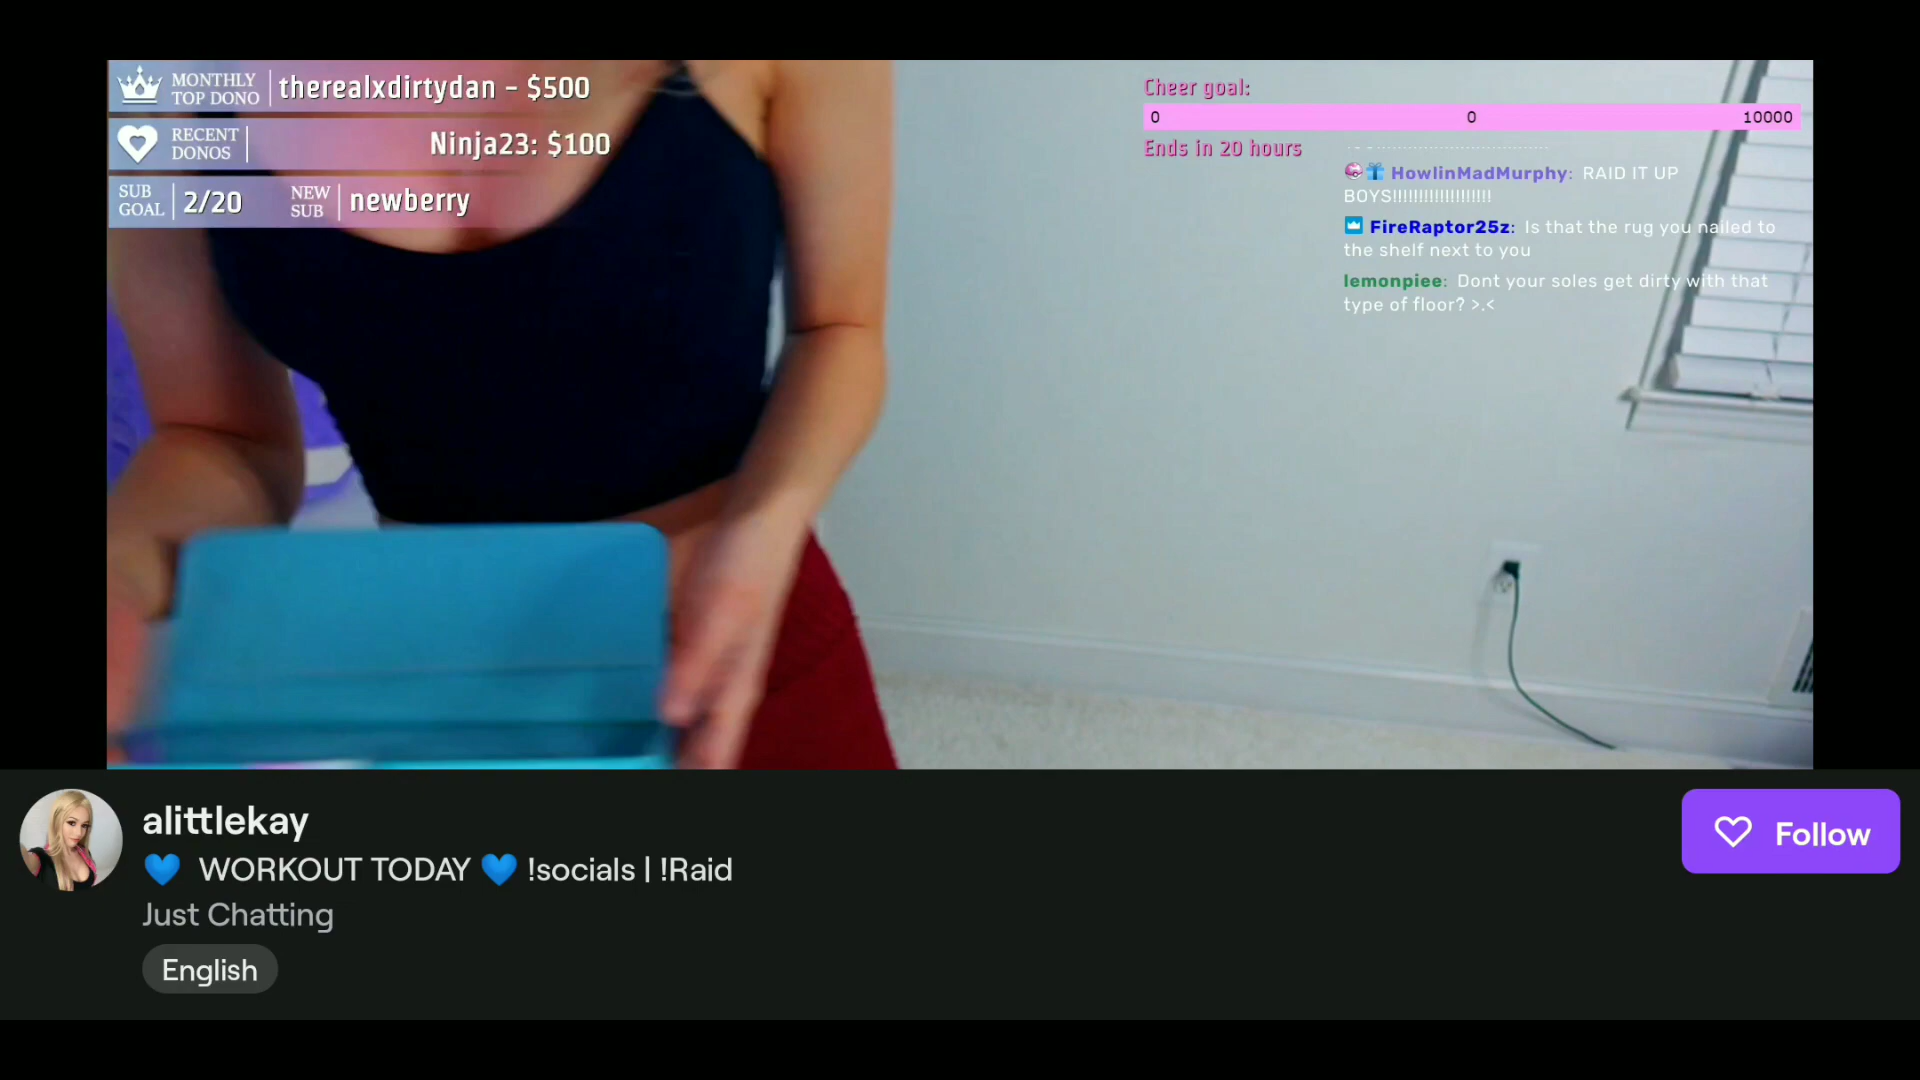 MONTHLY
TOP DONO
therealxdirtydan - $500
RECENT
DONOS
Ninja23: $100
SUB
GOAL
2/20
NEW
SUB
newberry
Cheer goal:
0 0 10000
Ends in 20 hours
HowlinMadMurphy: RAID IT UP
BOYS!!!!!!!!!!!!!!!!!!!
FireRaptor25z: Is that the rug you nailed to
the shelf next to you
lemonpiee: Dont your soles get dirty with that
type of floor? >.<
alittlekay
💙 WORKOUT TODAY 💙 !socials | !Raid
Just Chatting
English
Follow